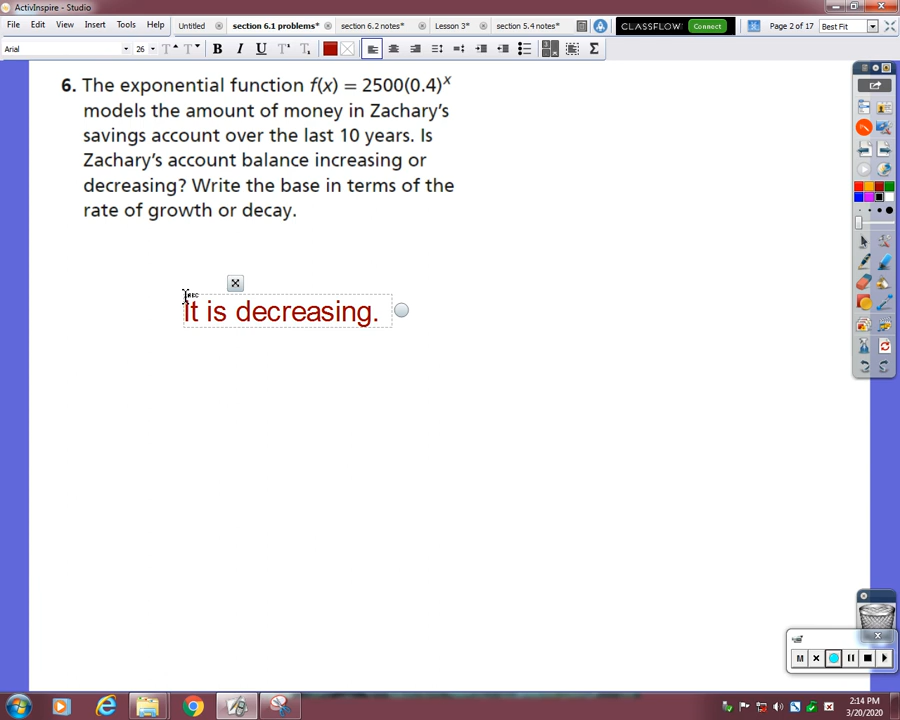 ActivInspire - Studio
File Edit View Insert Tools Help
Untitled section 6.1 problems* section 6.2 notes* Lesson 3* section 5.4 notes* CLASSFLOW Connect Page 2 of 17 Best Fit
Arial 26 T T B I U T T Σ
6. The exponential function f(x) = 2500(0.4)^x
models the amount of money in Zachary's
savings account over the last 10 years. Is
Zachary's account balance increasing or
decreasing? Write the base in terms of the
rate of growth or decay.
REC
It is decreasing.
M
2:14 PM
3/20/2020